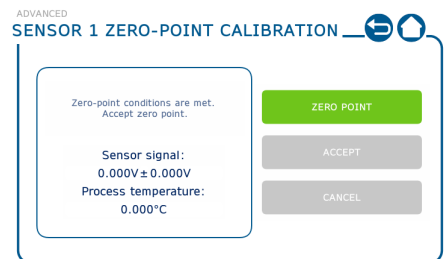 ADVANCED
SENSOR 1 ZERO-POINT CALIBRATION
Zero-point conditions are met.
Accept zero point.
Sensor signal:
0.000V±0.000V
Process temperature:
0.000°C
ZERO POINT
ACCEPT
CANCEL